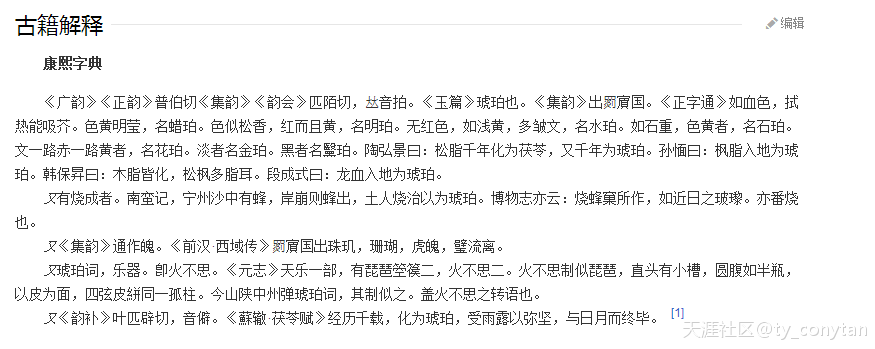 古籍解释
编辑
康熙字典
《广韵》《正韵》普伯切《集韵》《韵会》匹陌切，𠀤音拍。《玉篇》琥珀也。《集韵》出罽賔国。《正字通》如血色，拭
热能吸芥。色黄明莹，名蜡珀。色似松香，红而且黄，名明珀。无红色，如浅黄，多皱文，名水珀。如石重，色黄者，名石珀。
文一路赤一路黄者，名花珀。淡者名金珀。黑者名瑿珀。陶弘景曰：松脂千年化为茯苓，又千年为琥珀。孙愐曰：枫脂入地为琥
珀。韩保昇曰：木脂皆化，松枫多脂耳。段成式曰：龙血入地为琥珀。
又有烧成者。南蛮记，宁州沙中有蜂，岸崩则蜂出，土人烧治以为琥珀。博物志亦云：烧蜂窠所作，如近日之玻瓈。亦番烧
也。
又《集韵》通作魄。《前汉·西域传》罽賔国出珠玑，珊瑚，虎魄，璧流离。
又琥珀词，乐器。卽火不思。《元志》天乐一部，有琵琶箜篌二，火不思二。火不思制似琵琶，直头有小槽，圆腹如半瓶，
以皮为面，四弦皮絣同一孤柱。今山陕中州弹琥珀词，其制似之。盖火不思之转语也。
又《韵补》叶匹辟切，音僻。《蘇辙·茯苓赋》经历千载，化为琥珀，受雨露以弥坚，与日月而终毕。 [1]
天涯社区@ty_conytan